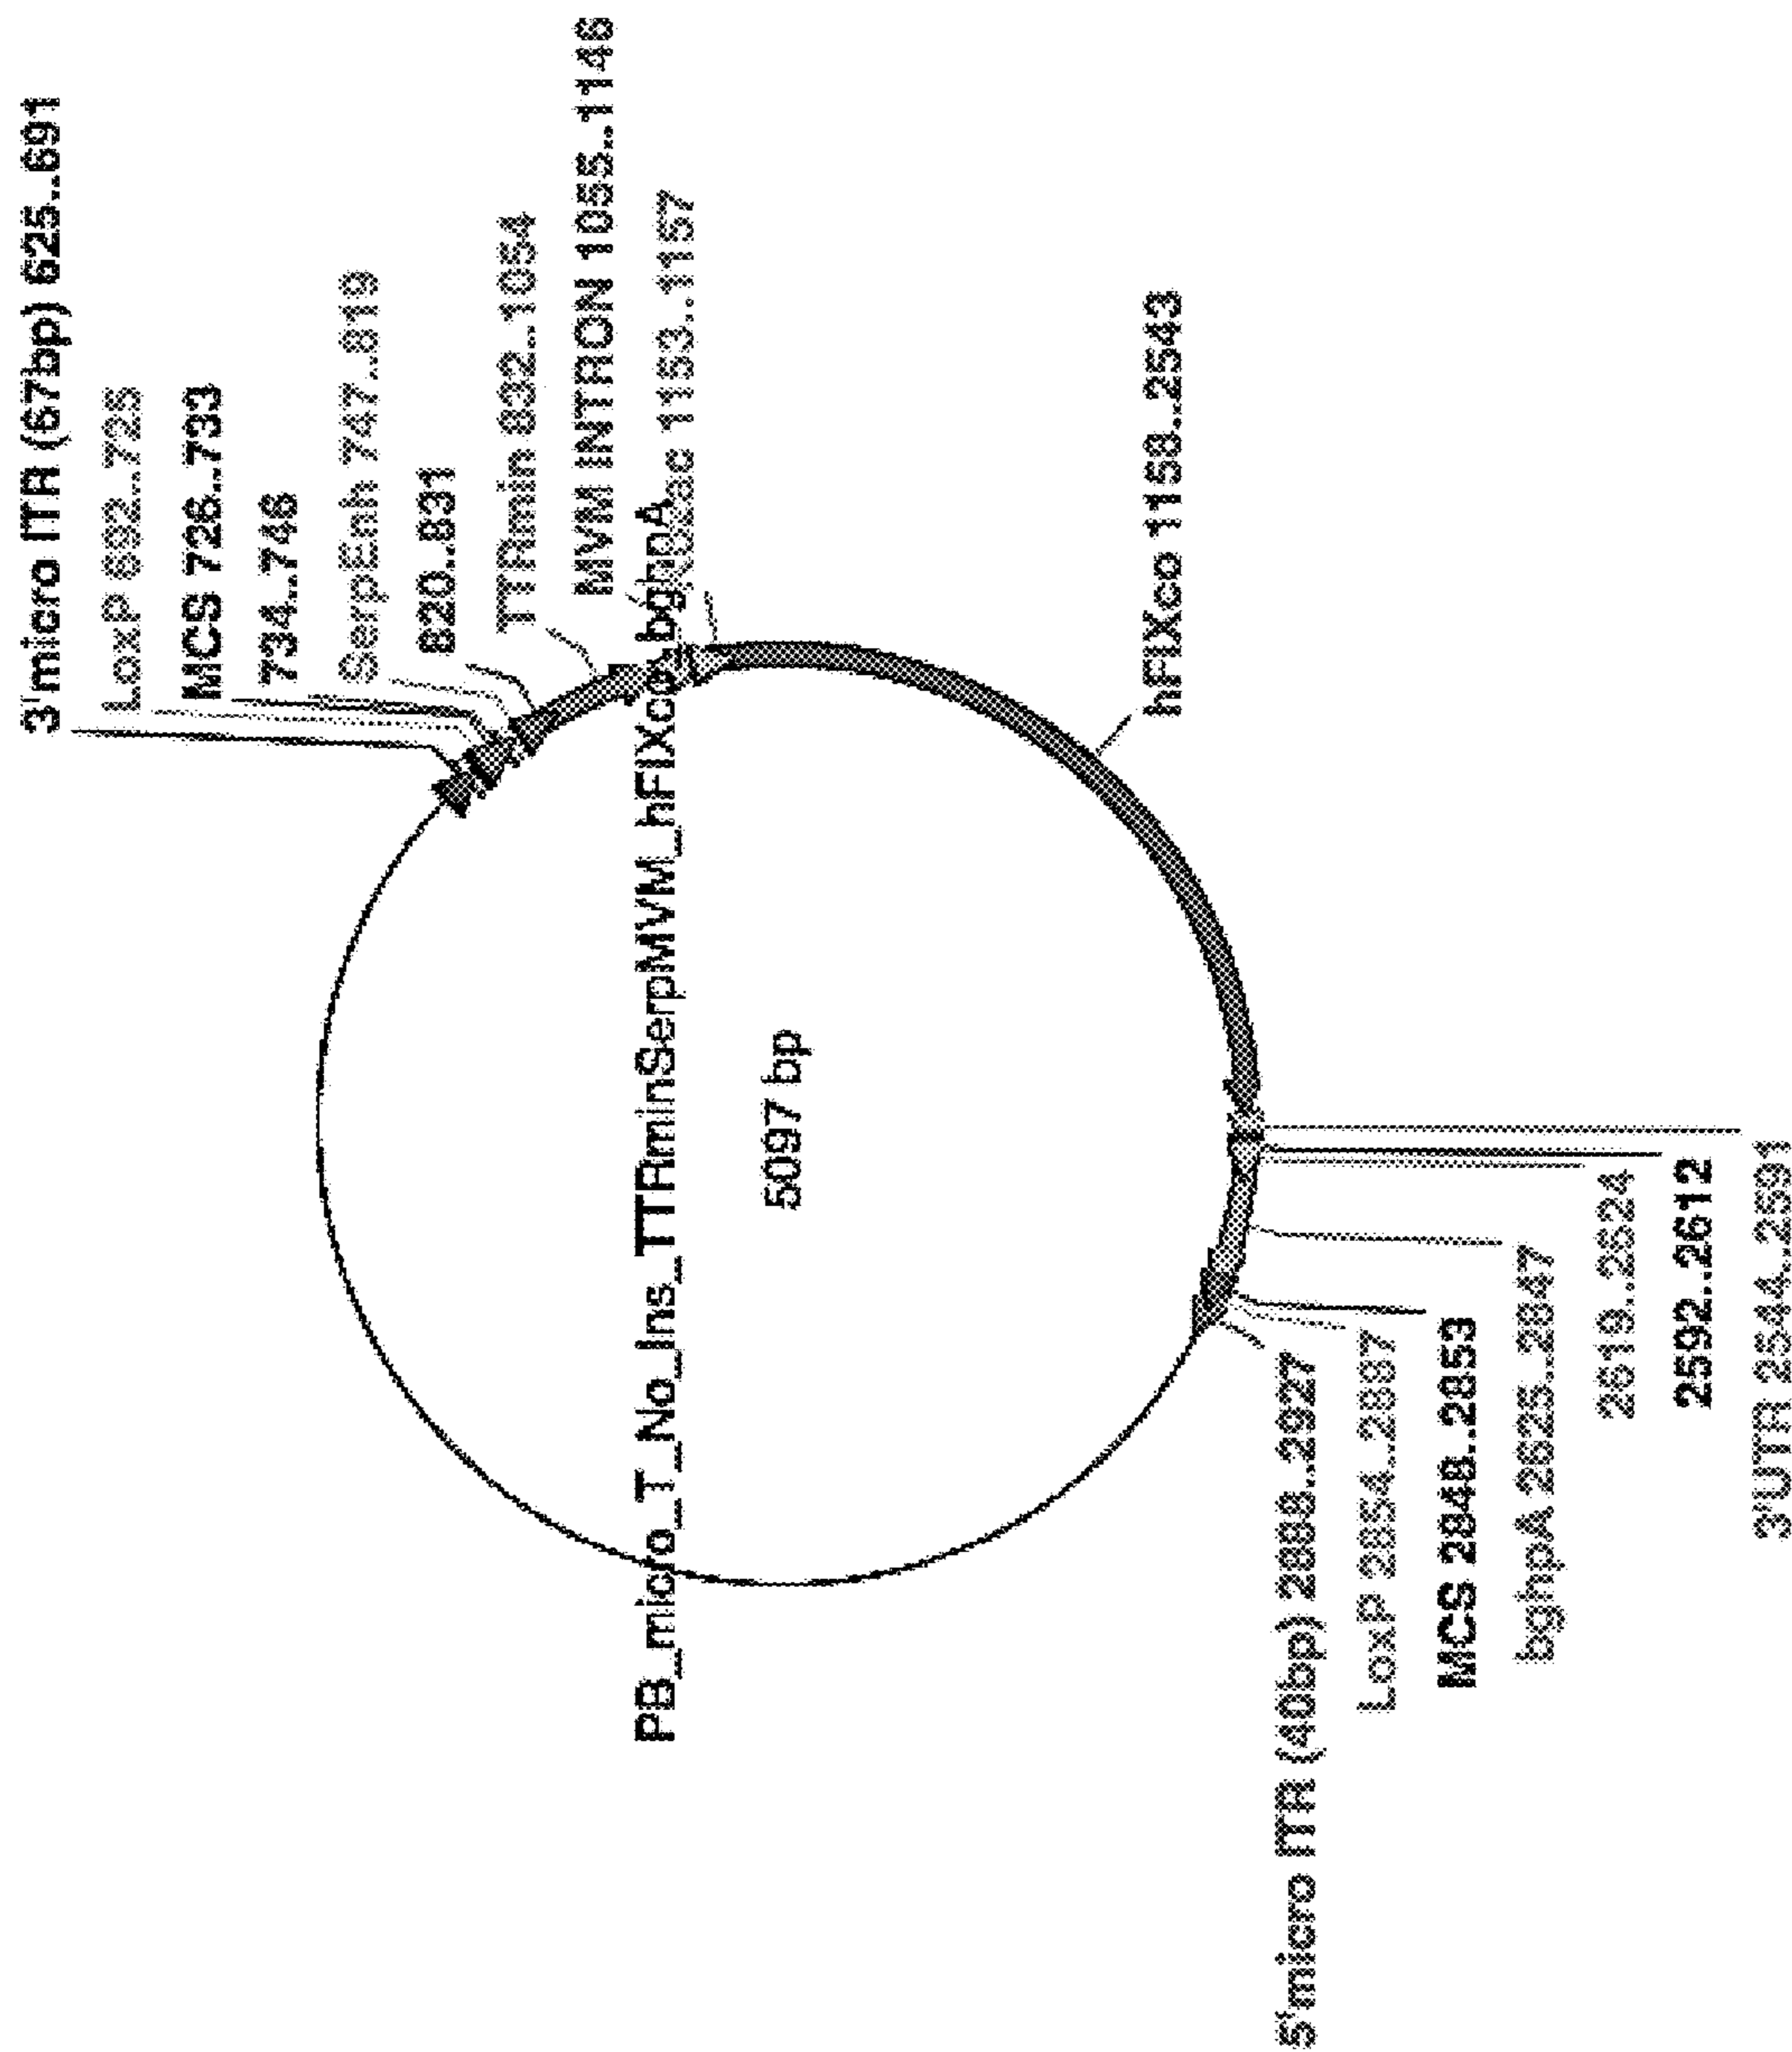 3'micro ITR (67bp) 625..691
LoxP 692..725
MCS 726..733
734..746
SerpEnh 747..819
820..831
TTRmin 832..1054
MVM INTRON 1055..1146
1153..1157
PB_micro_T_No_Ins_TTRminSerpMVM_hFIXco_bghpA
5097 bp
hFIXco 1158..2543
5'micro ITR (40bp) 2888..2927
LoxP 2854..2887
MCS 2848..2853
bghpA 2625..2847
2619..2624
2592..2612
3'UTR 2544..2591